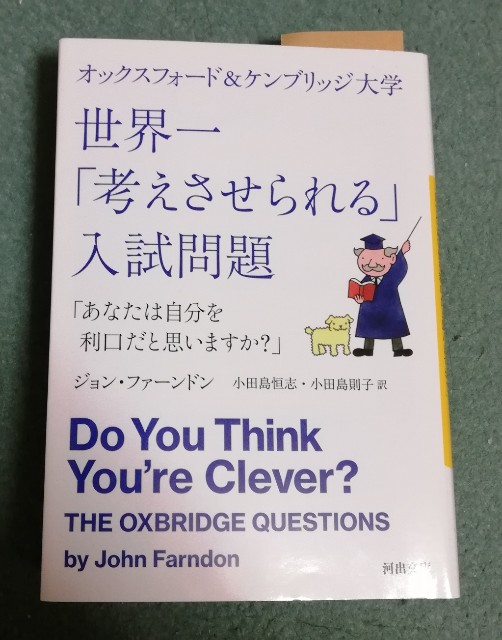 オックスフォード&ケンブリッジ大学
世界一
「考えさせられる」
入試問題
「あなたは自分を
利口だと思いますか?」
ジョン・ファーンドン 小田島恒志・小田島則子 訳
Do You Think
You're Clever?
THE OXBRIDGE QUESTIONS
by John Farndon
河出文庫